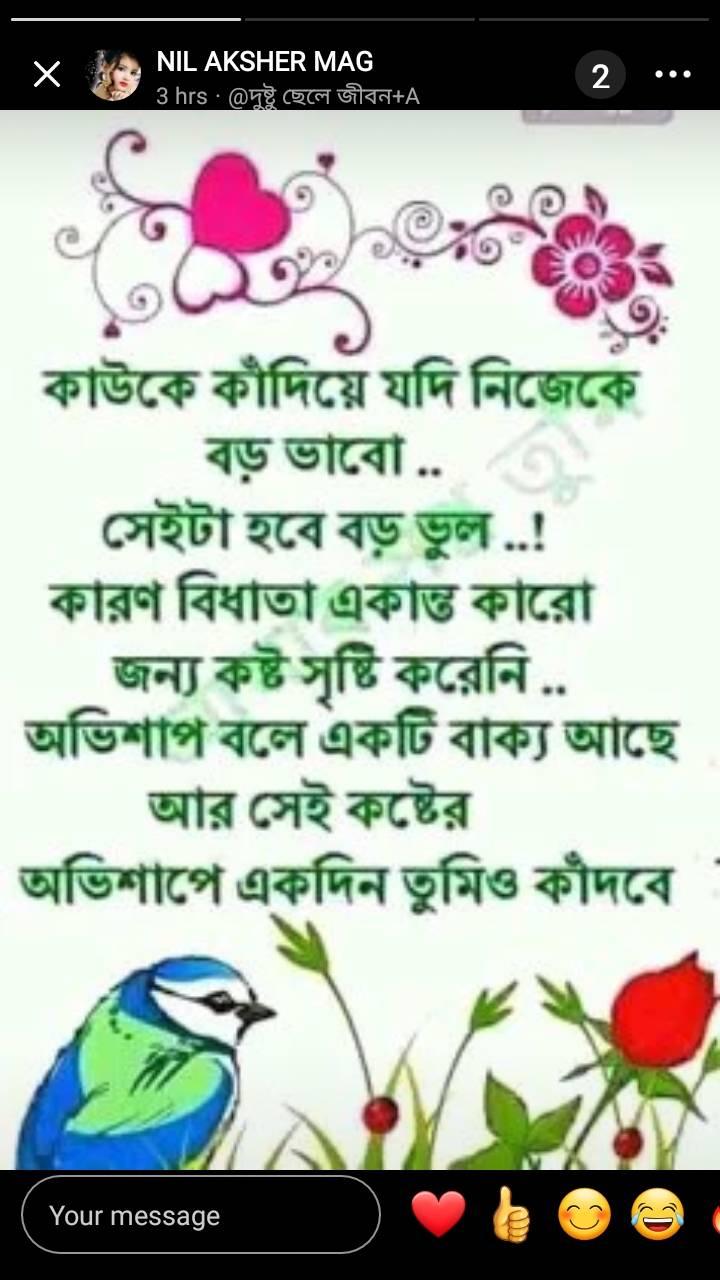 NIL AKSHER MAG
3 hrs · @দুষ্টু ছেলে জীবন+A
2
কাউকে কাঁদিয়ে যদি নিজেকে
বড় ভাবো ..
সেইটা হবে বড় ভুল ..!
কারণ বিধাতা একান্ত কারো
জন্য কষ্ট সৃষ্টি করেনি ..
অভিশাপ বলে একটি বাক্য আছে
আর সেই কষ্টের
অভিশাপে একদিন তুমিও কাঁদবে
Your message